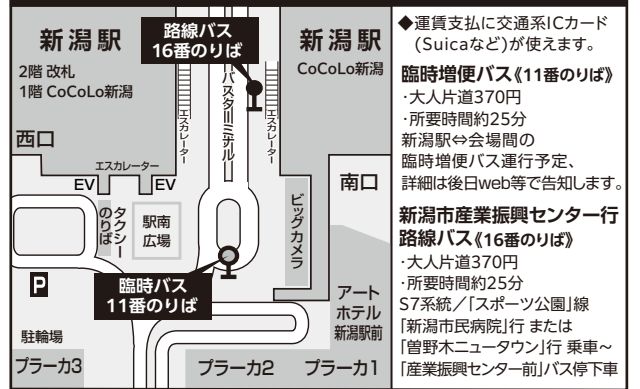 新潟駅
2階 改札
1階 CoCoLo新潟
西口
路線バス
16番のりば
新潟駅
CoCoLo新潟
バスターミナル
エスカレーター
エスカレーター
エスカレーター
EV
EV
南口
タクシー
のりば
駅南
広場
ビックカメラ
P
臨時バス
11番のりば
アート
ホテル
新潟駅前
駐輪場
プラーカ3
プラーカ2
プラーカ1
◆運賃支払に交通系ICカード
(Suicaなど)が使えます。
臨時増便バス《11番のりば》
・大人片道370円
・所要時間約25分
新潟駅⇔会場間の
臨時増便バス運行予定、
詳細は後日web等で告知します。
新潟市産業振興センター行
路線バス《16番のりば》
・大人片道370円
・所要時間約25分
S7系統／「スポーツ公園」線
「新潟市民病院」行 または
「曽野木ニュータウン」行 乗車～
「産業振興センター前」バス停下車